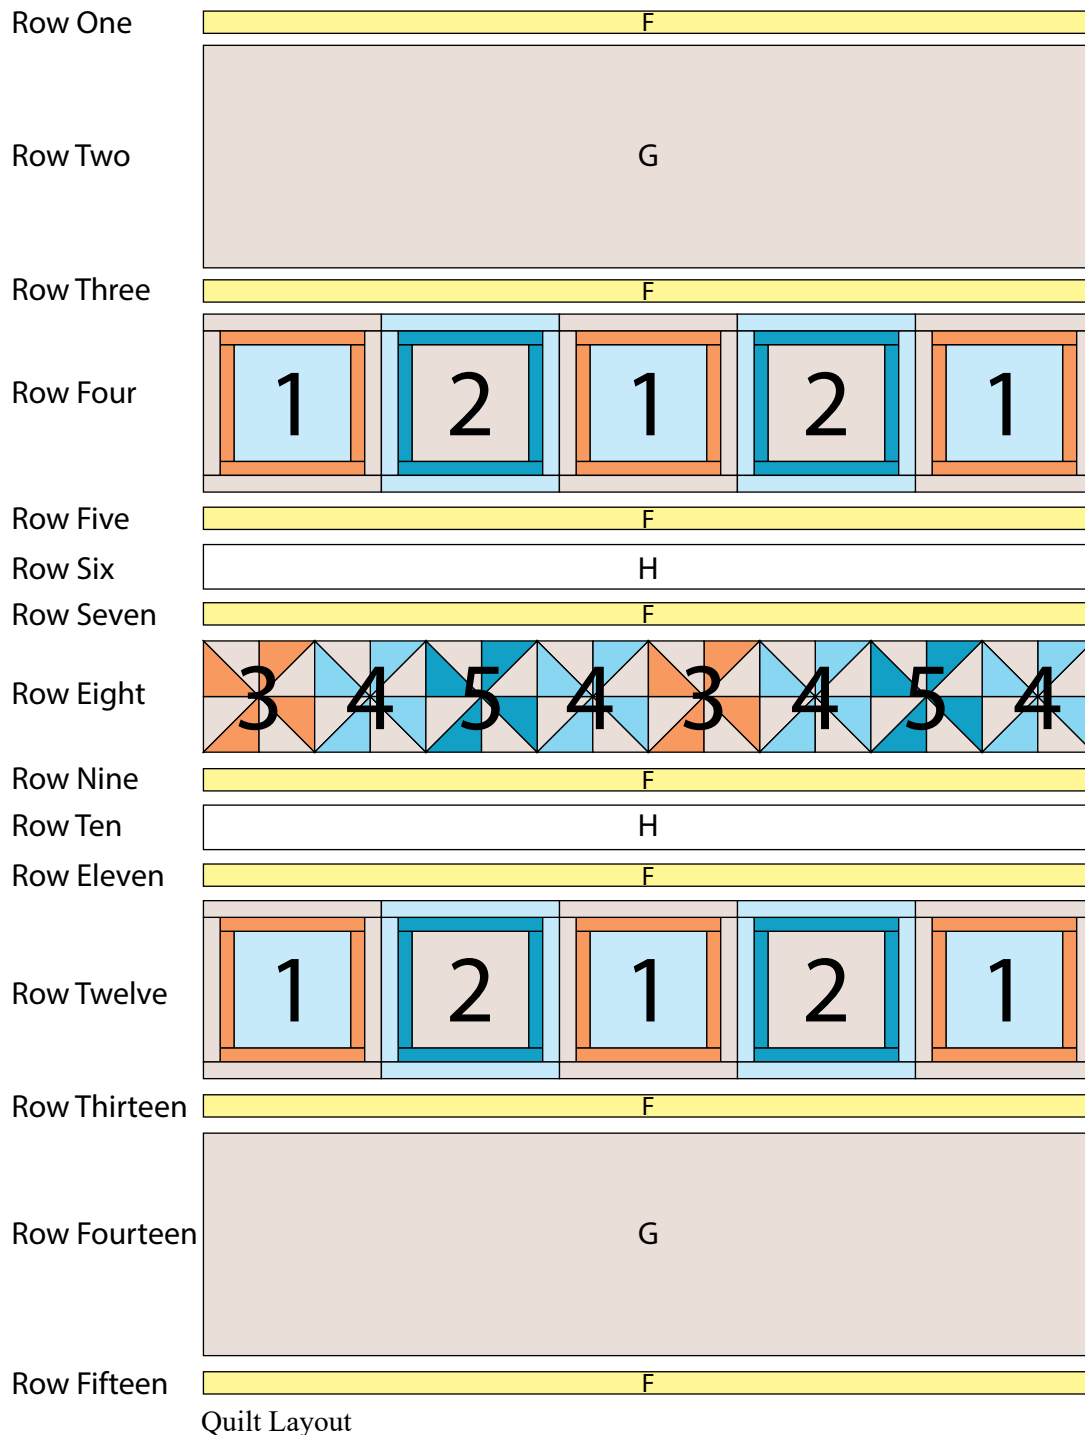 Row One F
Row Two G
Row Three F
Row Four 1 2 1 2 1
Row Five F
Row Six H
Row Seven F
Row Eight 3 4 5 4 3 4 5 4
Row Nine F
Row Ten H
Row Eleven F
Row Twelve 1 2 1 2 1
Row Thirteen F
Row Fourteen G
Row Fifteen F
Quilt Layout